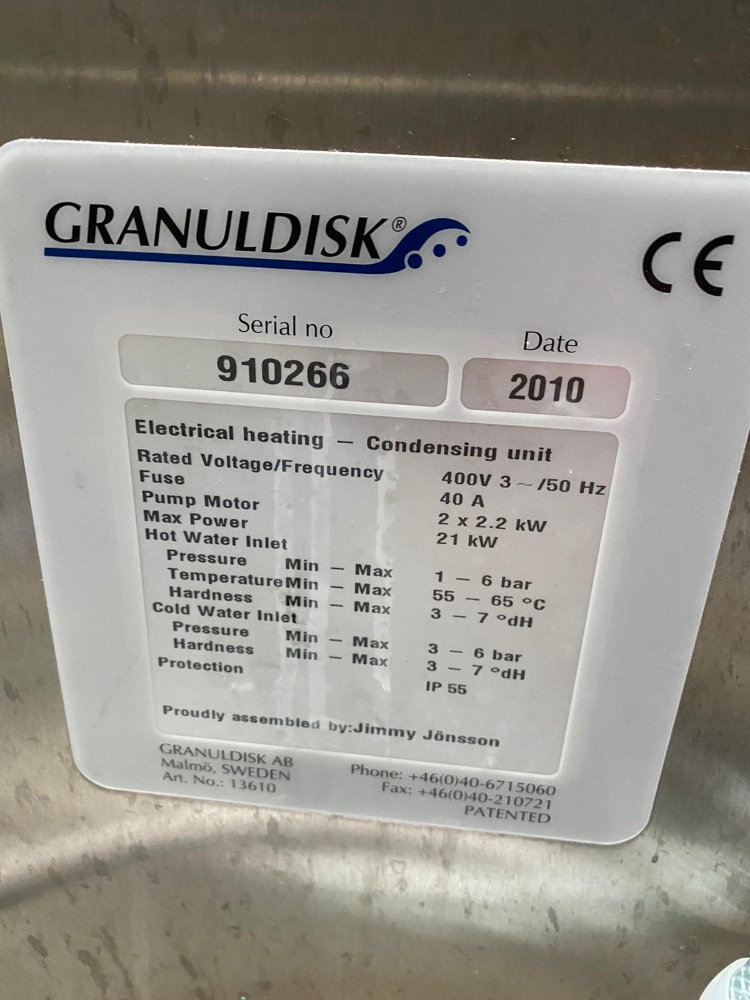 GRANULDISK®
CE
Serial no
Date
910266
2010
Electrical heating — Condensing unit
Rated Voltage/Frequency 400V 3~/50 Hz
Fuse 40 A
Pump Motor 2 x 2.2 kW
Max Power 21 kW
Hot Water Inlet
Pressure Min — Max 1 — 6 bar
Temperature Min — Max 55 — 65 °C
Hardness Min — Max 3 — 7 °dH
Cold Water Inlet
Pressure Min — Max 3 — 6 bar
Hardness Min — Max 3 — 7 °dH
Protection IP 55
Proudly assembled by:Jimmy Jönsson
GRANULDISK AB
Malmö, SWEDEN
Art. No.: 13610
Phone: +46(0)40-6715060
Fax: +46(0)40-210721
PATENTED